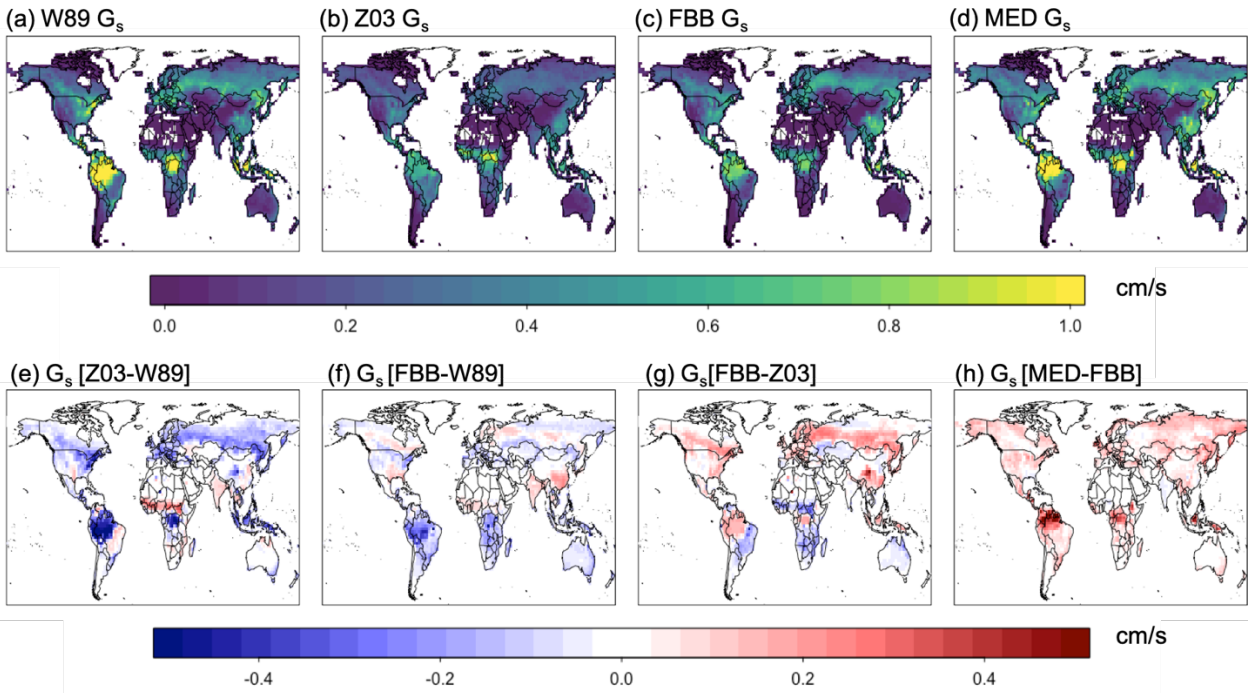 (a) W89 Gs (b) Z03 Gs (c) FBB Gs (d) MED Gs
cm/s
0.0 0.2 0.4 0.6 0.8 1.0
(e) Gs [Z03-W89] (f) Gs [FBB-W89] (g) Gs[FBB-Z03] (h) Gs [MED-FBB]
cm/s
-0.4 -0.2 0.0 0.2 0.4